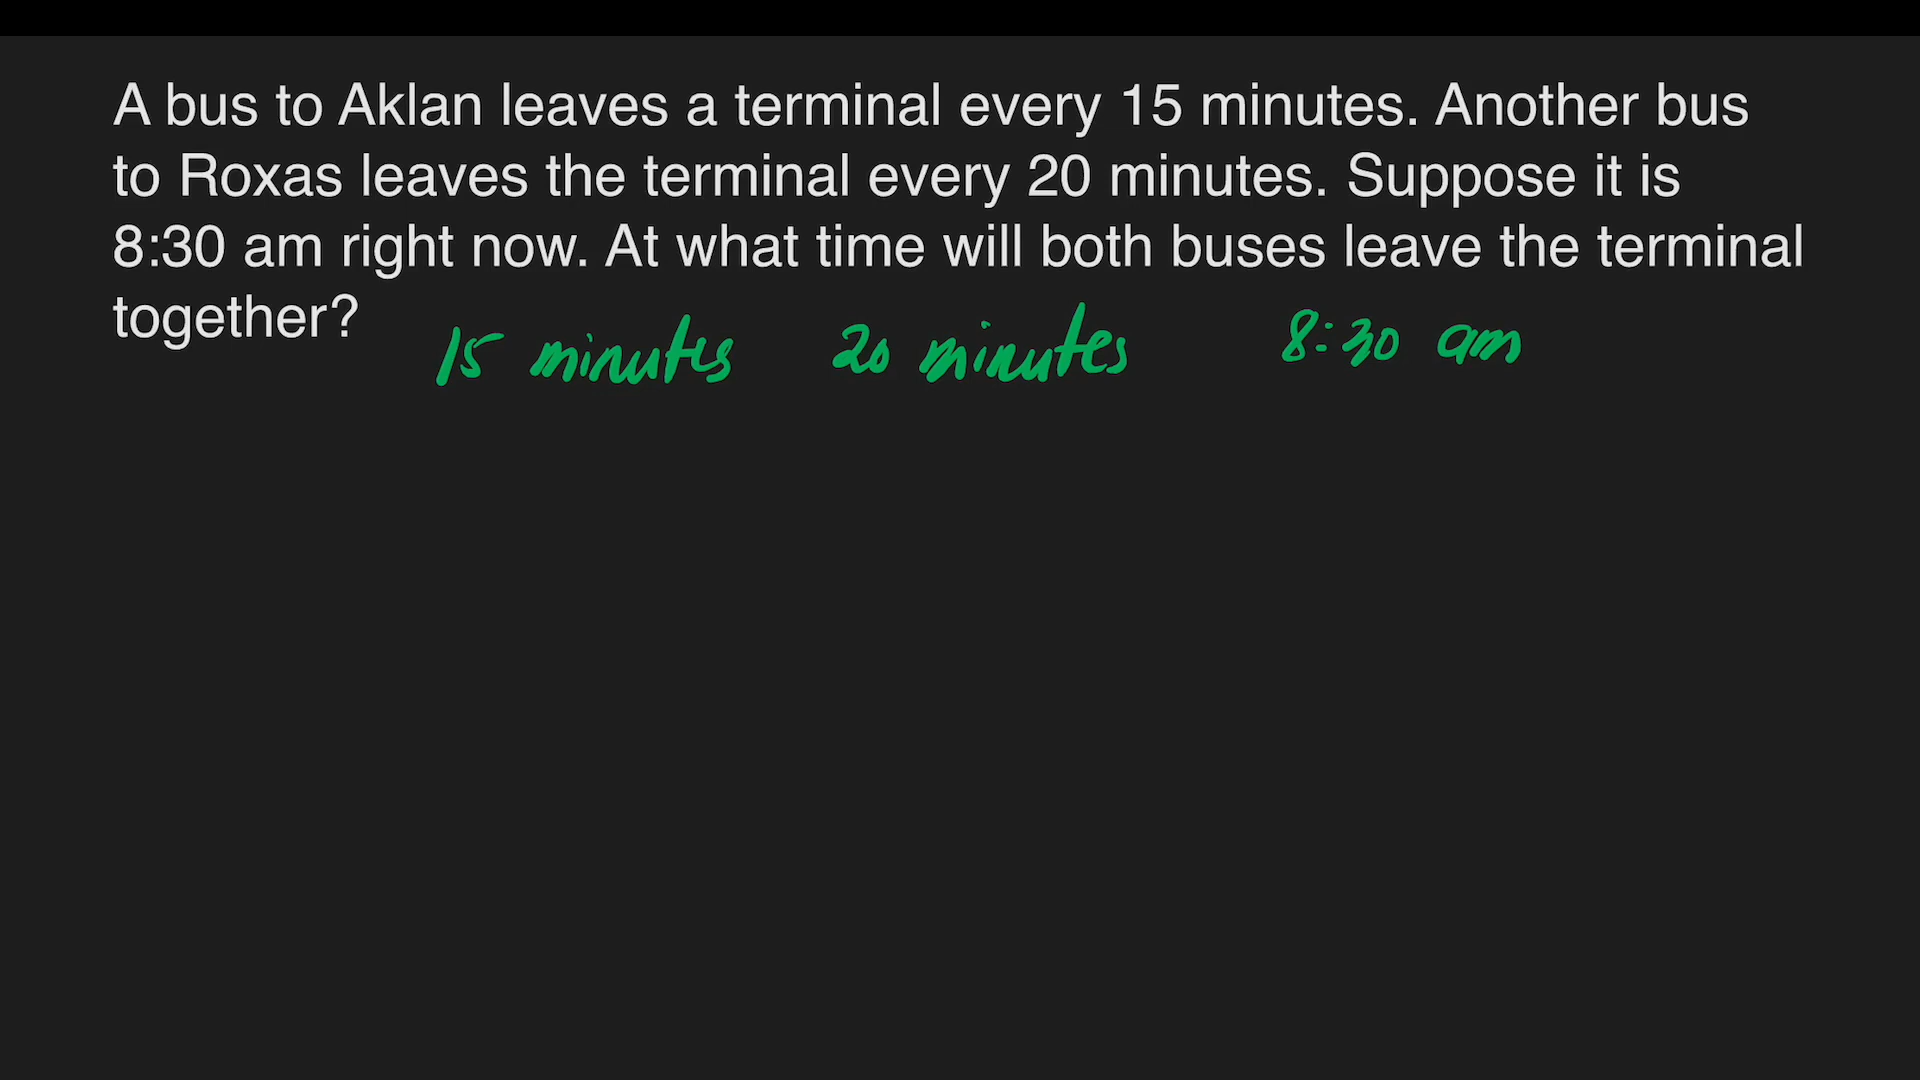 A bus to Aklan leaves a terminal every 15 minutes. Another bus
to Roxas leaves the terminal every 20 minutes. Suppose it is
8:30 am right now. At what time will both buses leave the terminal
together?
15 minutes 20 minutes 8:30 am